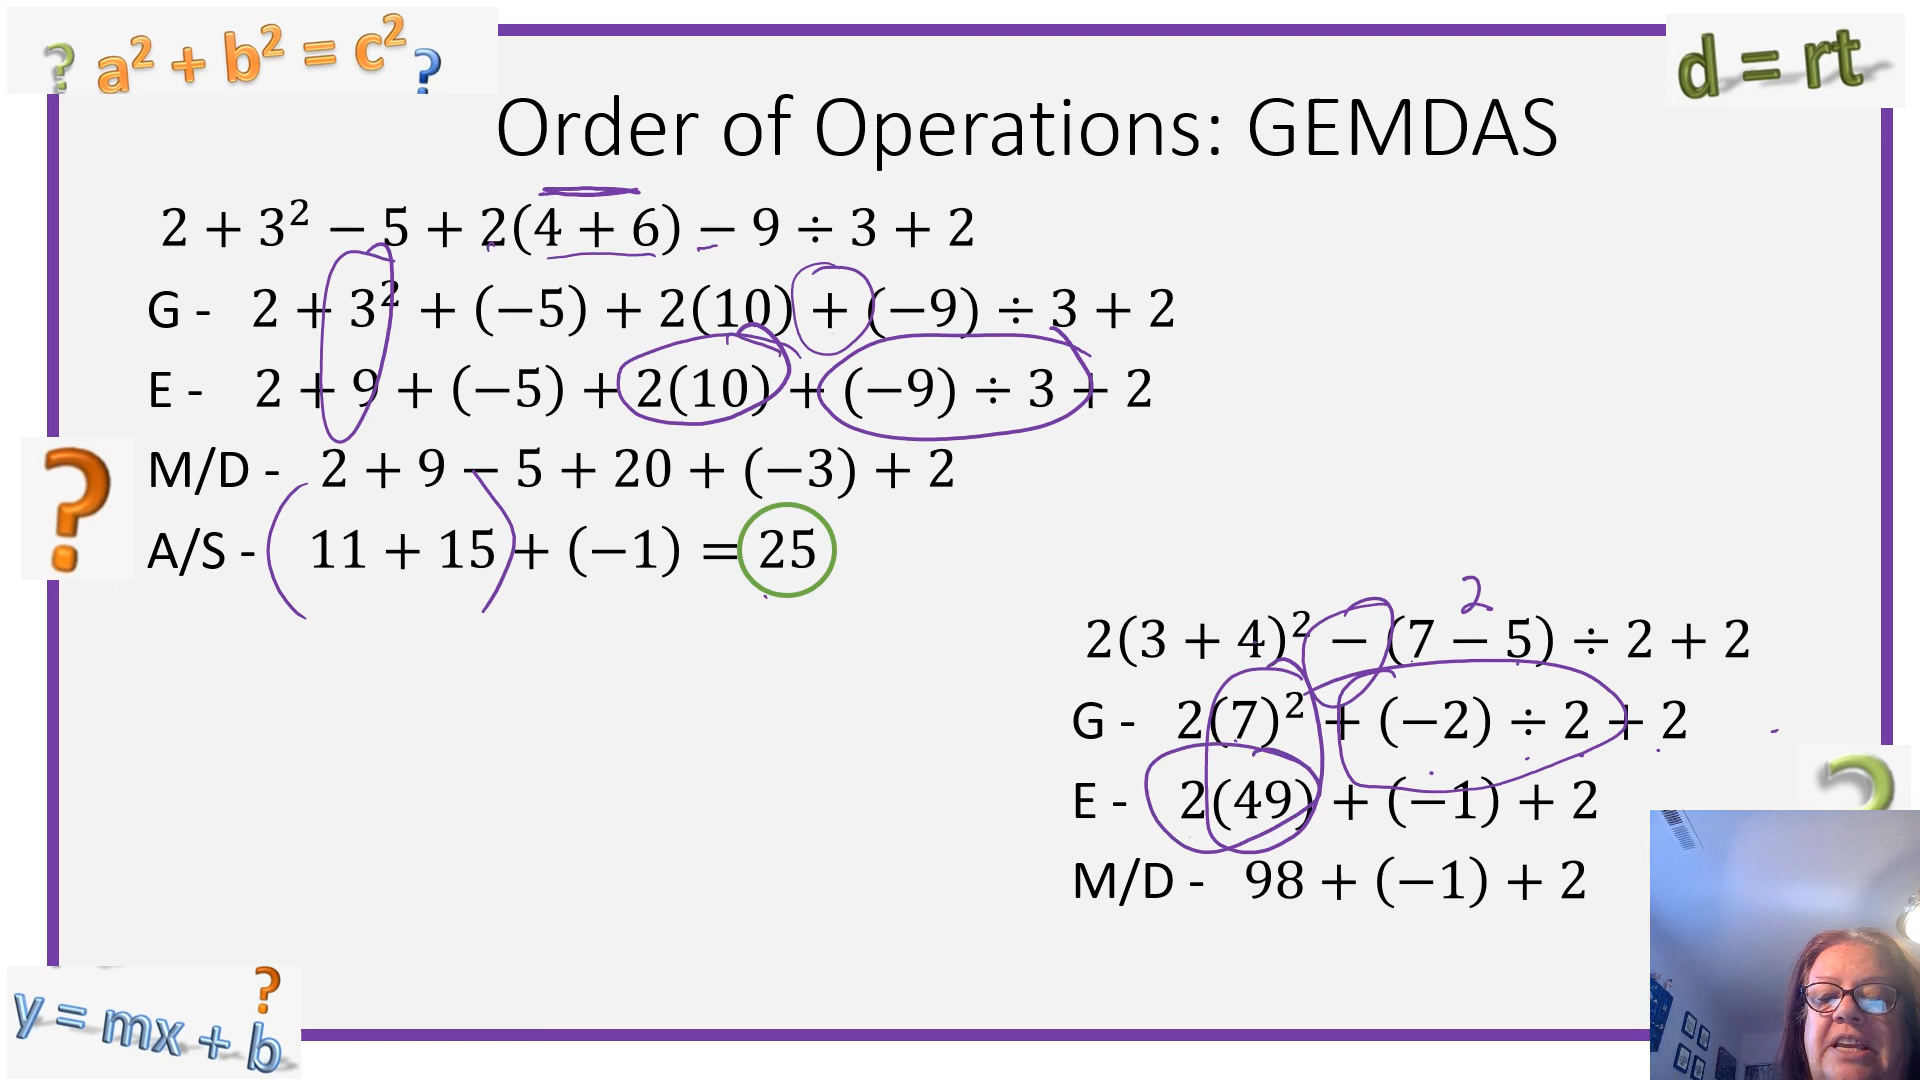 ? a² + b² = c² ?
d = rt
Order of Operations: GEMDAS
2 + 3² − 5 + 2(4 + 6) − 9 ÷ 3 + 2
G - 2 + 3² + (−5) + 2(10) + (−9) ÷ 3 + 2
E - 2 + 9 + (−5) + 2(10) + (−9) ÷ 3 + 2
M/D - 2 + 9 − 5 + 20 + (−3) + 2
?
A/S - 11 + 15 + (−1) = 25
2
2(3 + 4)² − (7 − 5) ÷ 2 + 2
G - 2(7)² + (−2) ÷ 2 + 2
?
E - 2(49) + (−1) + 2
M/D - 98 + (−1) + 2
?
y = mx + b